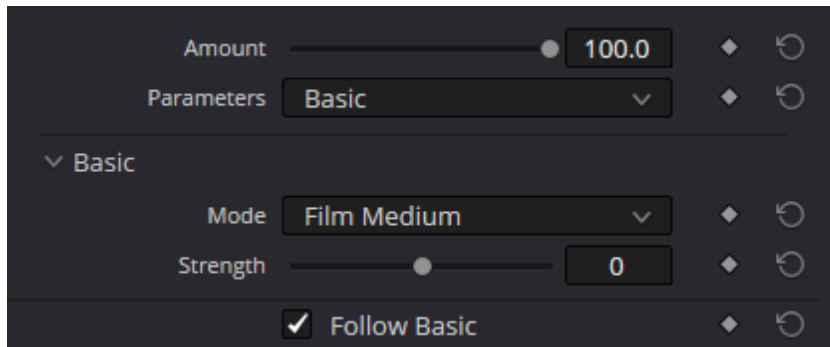 Amount 100.0
Parameters Basic
Basic
Mode Film Medium
Strength 0
Follow Basic